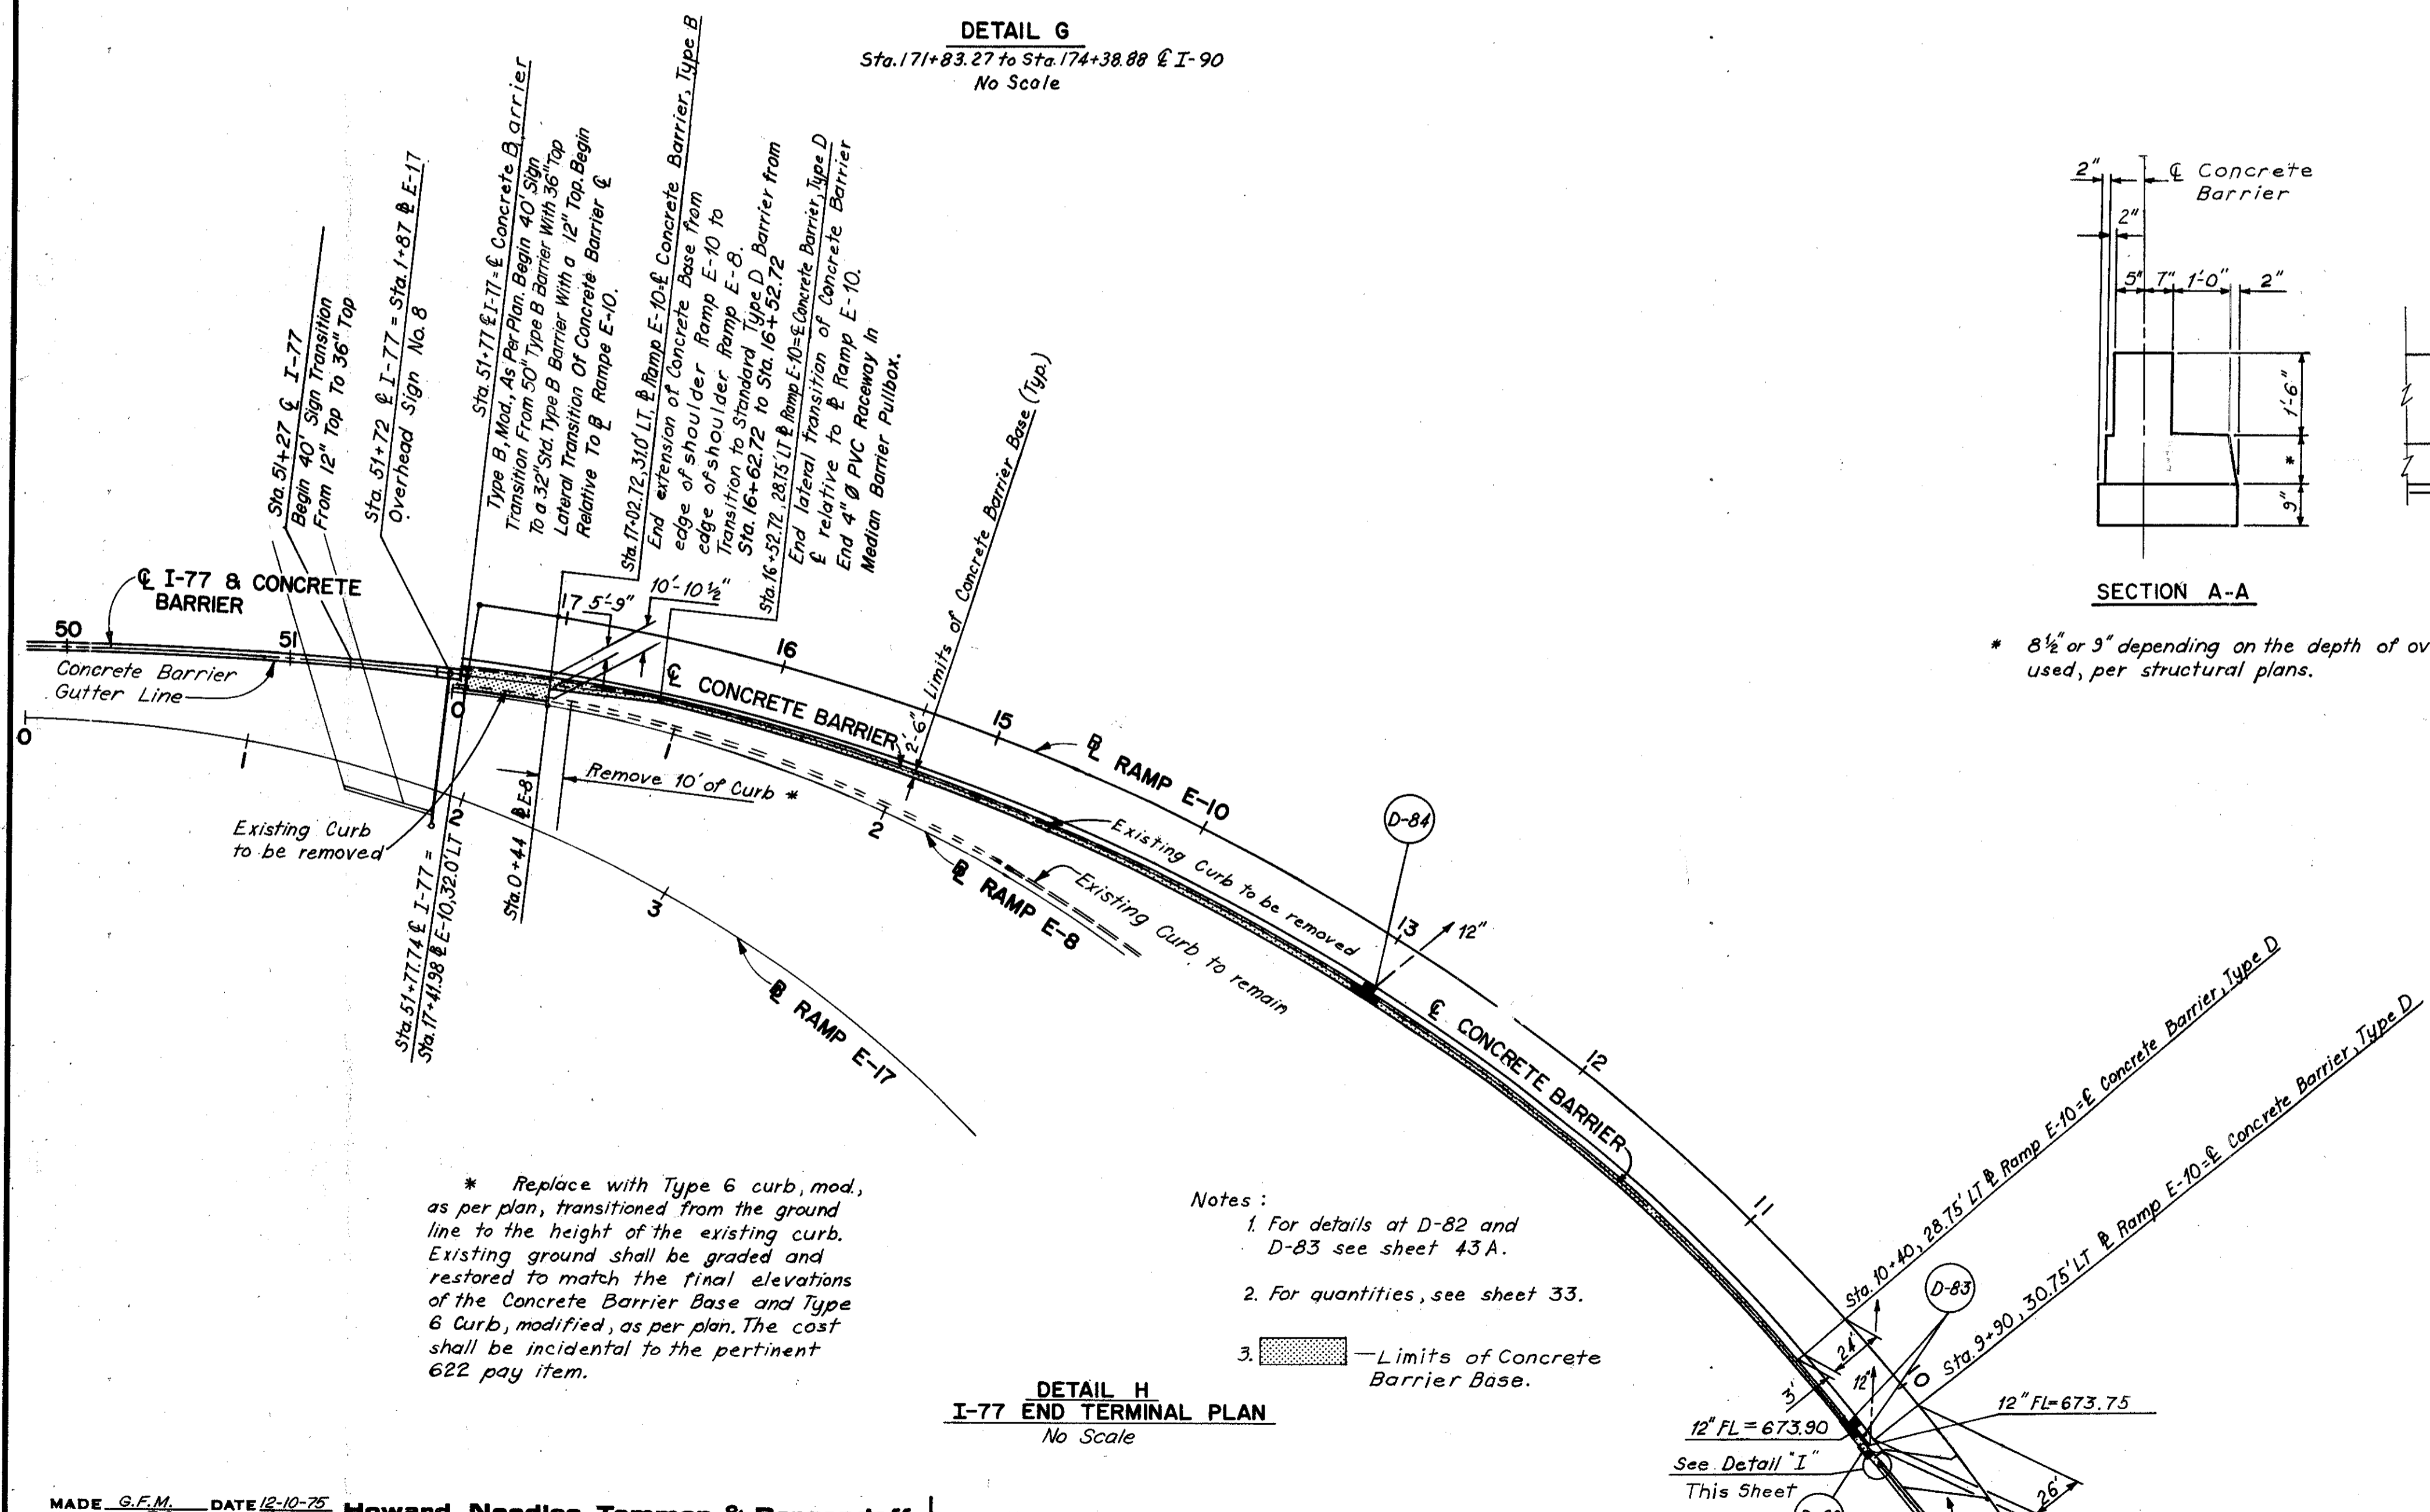 DETAIL G
Sta. 171+83.27 to Sta. 174+38.88 ℄ I-90
No Scale
Sta. 51+27 ℄ I-77
Begin 40' Sign Transition
From 12" Top To 36" Top
Sta. 51+72 ℄ I-77 = Sta. 1+87 ⅊ E-17
Overhead Sign No. 8
Sta. 51+77 ℄ I-77 = ℄ Concrete Barrier
Type B, Mod., As Per Plan. Begin 40' Sign
Transition From 50" Type B Barrier With 36" Top
To a 32" Std. Type B Barrier With a 12" Top. Begin
Lateral Transition Of Concrete Barrier ℄
Relative To ⅊ Rampe E-10.
Sta. 17+02.72, 31.0' LT. ⅊ Ramp E-10 = ℄ Concrete Barrier, Type B
End extension of Concrete Base from
edge of shoulder Ramp E-10 to
edge of shoulder Ramp E-8.
Transition to Standard Type D Barrier from
Sta. 16+62.72 to Sta. 16+52.72
Sta. 16+52.72, 28.75' LT ⅊ Ramp E-10 = ℄ Concrete Barrier, Type D
End lateral transition of Concrete Barrier
℄ relative to ⅊ Ramp E-10.
End 4" Ø PVC Raceway In
Median Barrier Pullbox.
2'-6" Limits of Concrete Barrier Base (Typ.)
2"
℄ Concrete
Barrier
2"
5" 7" 1'-0" 2"
1'-6"
*
9"
SECTION A-A
* 8½" or 9" depending on the depth of ov
used, per structural plans.
℄ I-77 & CONCRETE
BARRIER
50
51
Concrete Barrier
Gutter Line
17 5'-9"
10'-10½"
16
15
℄ CONCRETE BARRIER
⅊ RAMP E-10
0
1
0
1
2
2
3
Remove 10' of Curb *
Existing Curb
to be removed
Sta. 0+44 ⅊ E-8
Sta. 51+77.74 ℄ I-77 =
Sta. 17+41.98 ⅊ E-10, 32.0' LT
⅊ RAMP E-8
Existing Curb to be removed
Existing Curb to remain
⅊ RAMP E-17
D-84
13
12"
℄ CONCRETE BARRIER
12
11
Sta. 10+40, 28.75' LT ⅊ Ramp E-10 = ℄ Concrete Barrier, Type D
Sta. 9+90, 30.75' LT ⅊ Ramp E-10 = ℄ Concrete Barrier, Type D
D-83
24'
3'
12"
10
12" FL = 673.75
12" FL = 673.90
See Detail "I"
This Sheet
26'
* Replace with Type 6 curb, mod.,
as per plan, transitioned from the ground
line to the height of the existing curb.
Existing ground shall be graded and
restored to match the final elevations
of the Concrete Barrier Base and Type
6 Curb, modified, as per plan. The cost
shall be incidental to the pertinent
622 pay item.
Notes :
1. For details at D-82 and
D-83 see sheet 43A.
2. For quantities, see sheet 33.
3. — Limits of Concrete
Barrier Base.
DETAIL H
I-77 END TERMINAL PLAN
No Scale
MADE G.F.M. DATE 12-10-75